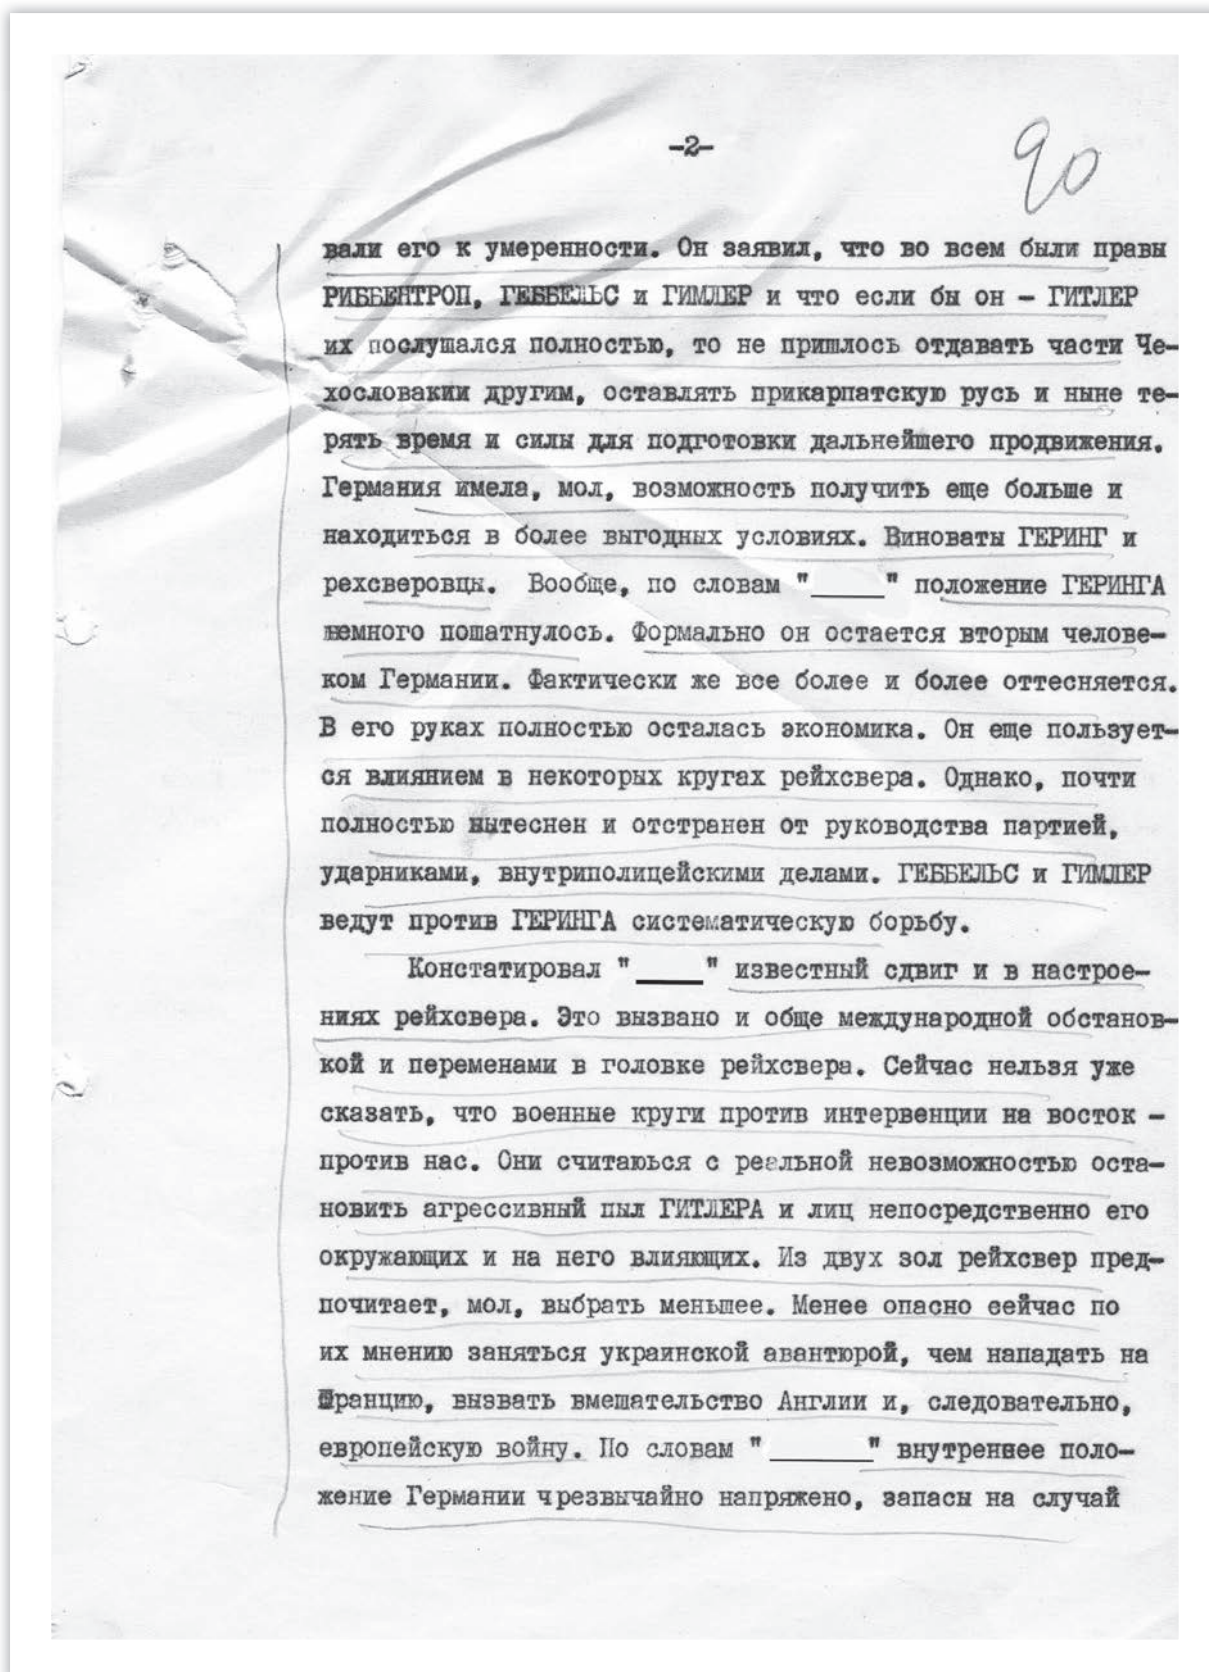 -2-
90
вали его к умеренности. Он заявил, что во всем были правы
РИББЕНТРОП, ГЕББЕЛЬС и ГИМЛЕР и что если бы он - ГИТЛЕР
их послушался полностью, то не пришлось отдавать части Че-
хословакии другим, оставлять прикарпатскую русь и ныне те-
рять время и силы для подготовки дальнейшего продвижения.
Германия имела, мол, возможность получить еще больше и
находиться в более выгодных условиях. Виноваты ГЕРИНГ и
рехсверовцы. Вообще, по словам "____" положение ГЕРИНГА
немного пошатнулось. Формально он остается вторым челове-
ком Германии. Фактически же все более и более оттесняется.
В его руках полностью осталась экономика. Он еще пользует-
ся влиянием в некоторых кругах рейхсвера. Однако, почти
полностью вытеснен и отстранен от руководства партией,
ударниками, внутриполицейскими делами. ГЕББЕЛЬС и ГИМЛЕР
ведут против ГЕРИНГА систематическую борьбу.
Констатировал "____" известный сдвиг и в настрое-
ниях рейхсвера. Это вызвано и обще международной обстанов-
кой и переменами в головке рейхсвера. Сейчас нельзя уже
сказать, что военные круги против интервенции на восток -
против нас. Они считаюься с реальной невозможностью оста-
новить агрессивный пыл ГИТЛЕРА и лиц непосредственно его
окружающих и на него влияющих. Из двух зол рейхсвер пред-
почитает, мол, выбрать меньшее. Менее опасно сейчас по
их мнению заняться украинской авантюрой, чем нападать на
Францию, вызвать вмешательство Англии и, следовательно,
европейскую войну. По словам "______" внутреннее поло-
жение Германии чрезвычайно напряжено, запасы на случай